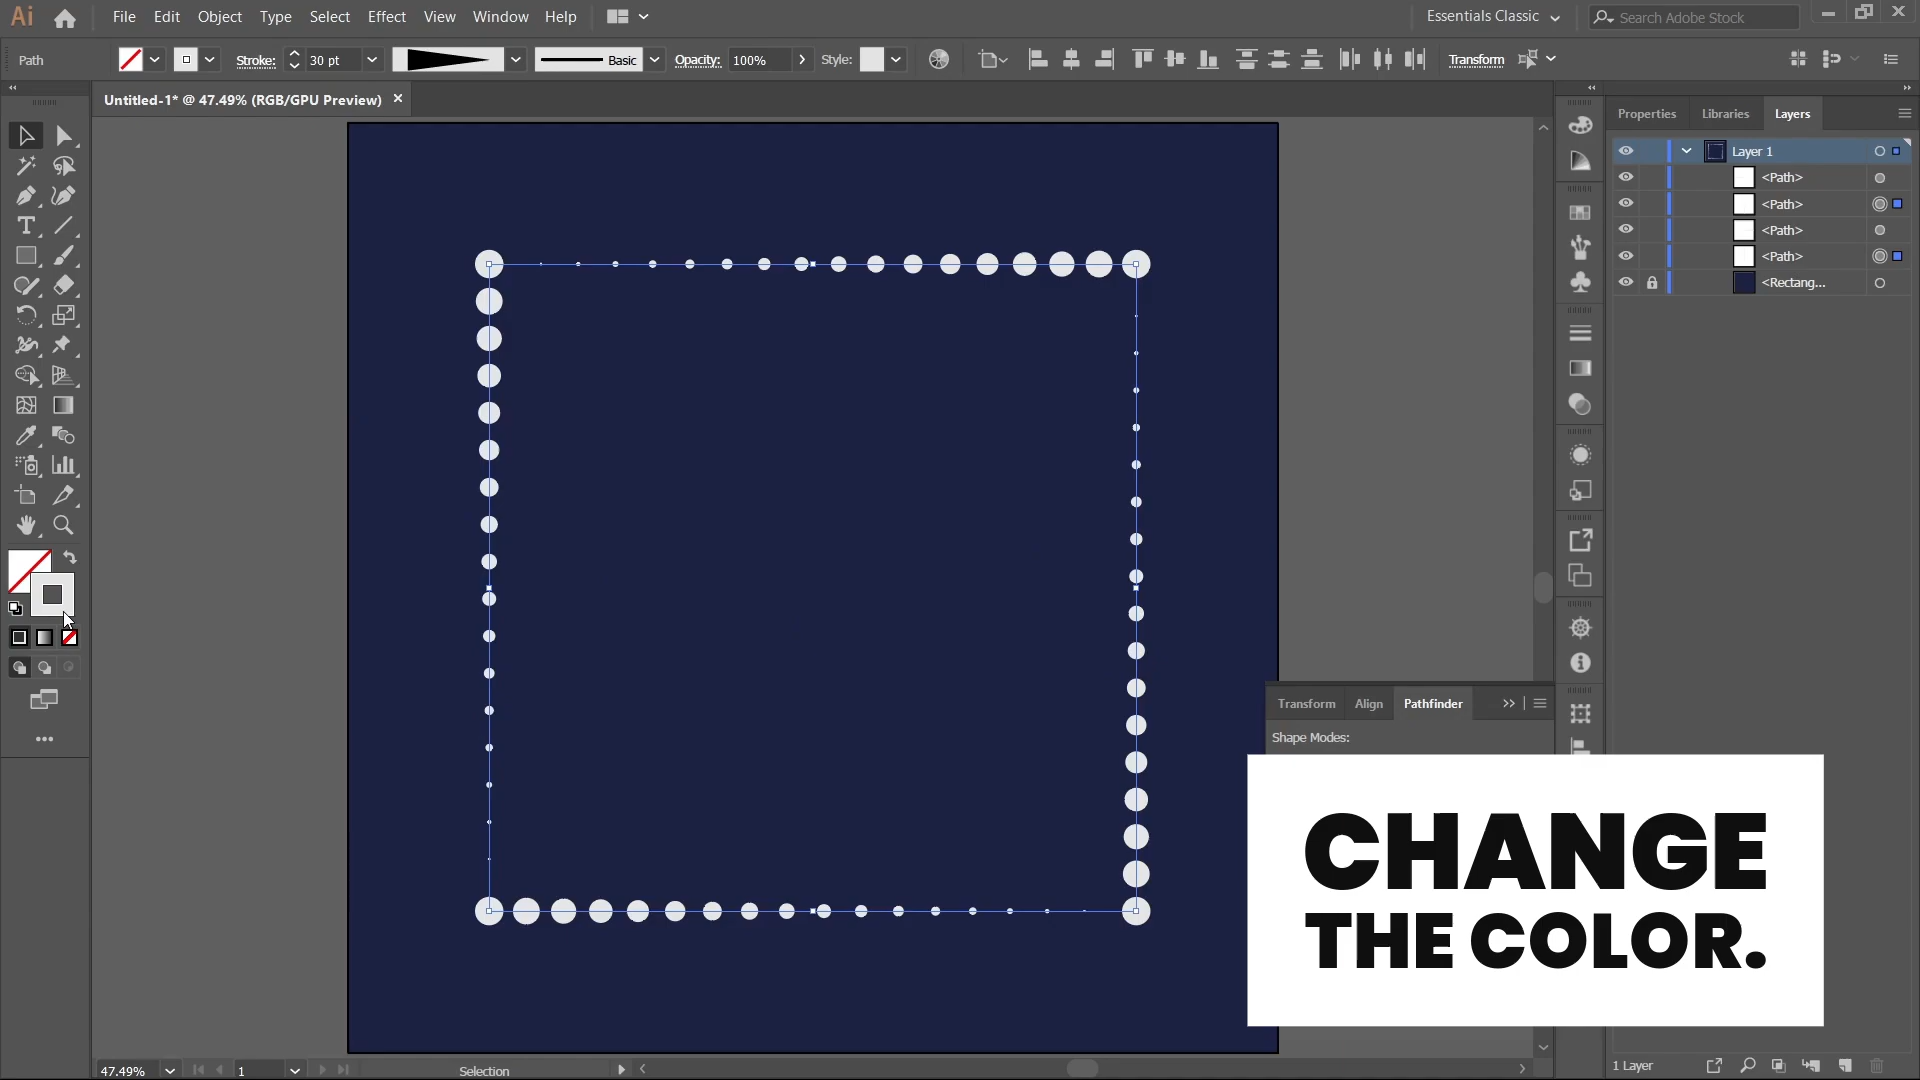 Ai File Edit Object Type Select Effect View Window Help Essentials Classic Search Adobe Stock
Path Stroke: 30 pt Basic Opacity: 100% Style: Transform
Untitled-1* @ 47.49% (RGB/GPU Preview)
Properties Libraries Layers
Layer 1
<Path>
<Path>
<Path>
<Path>
<Rectang...
Transform Align Pathfinder
Shape Modes:
CHANGE
THE COLOR.
47.49% 1 Selection
1 Layer